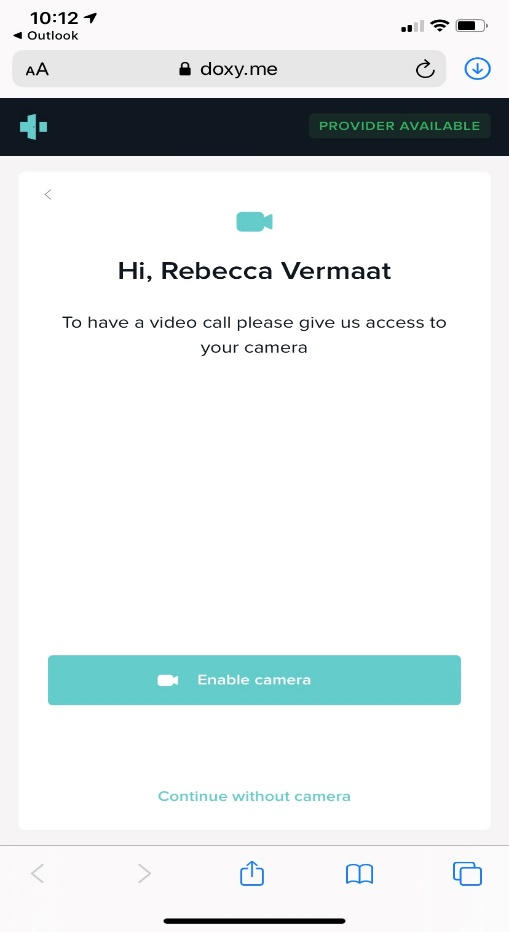 10:12
Outlook
AA doxy.me
PROVIDER AVAILABLE
Hi, Rebecca Vermaat
To have a video call please give us access to
your camera
Enable camera
Continue without camera